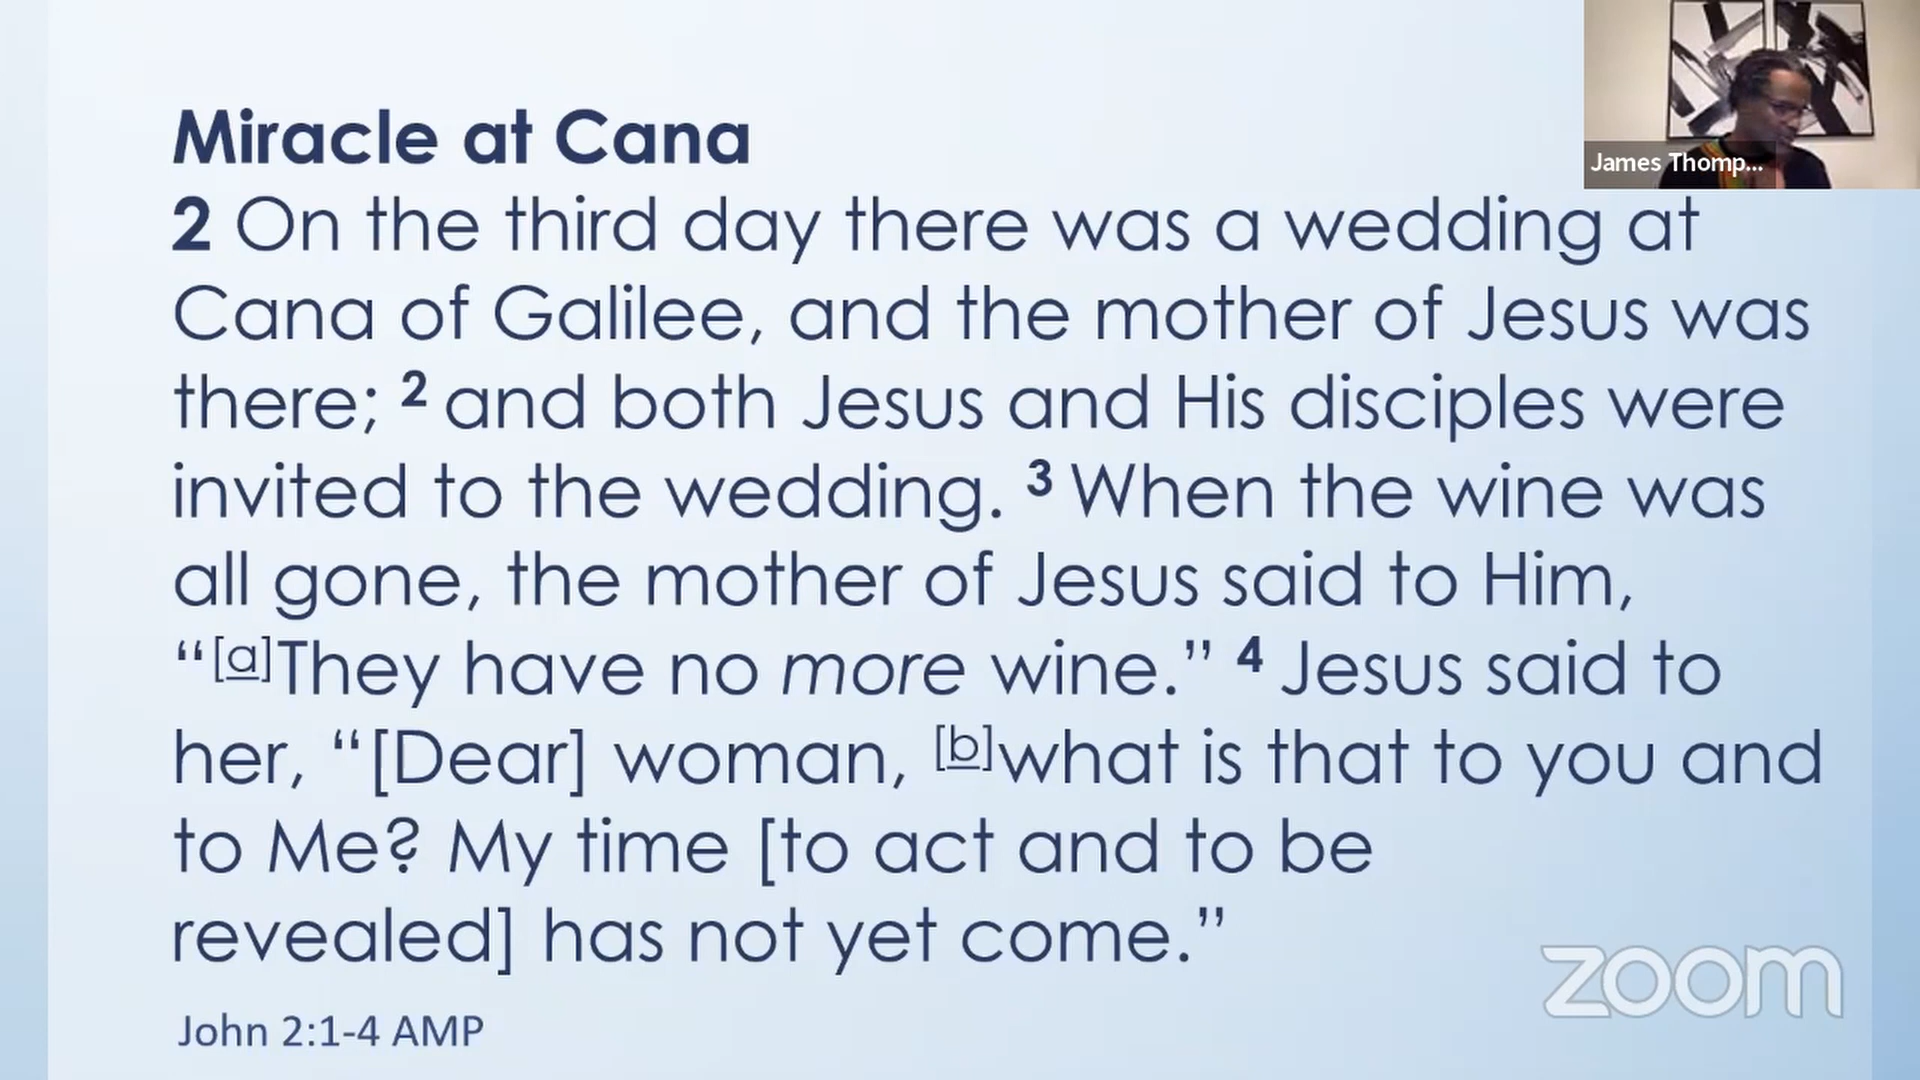 James Thomp...
Miracle at Cana
2 On the third day there was a wedding at
Cana of Galilee, and the mother of Jesus was
there; 2 and both Jesus and His disciples were
invited to the wedding. 3 When the wine was
all gone, the mother of Jesus said to Him,
“[a]They have no more wine.” 4 Jesus said to
her, “[Dear] woman, [b]what is that to you and
to Me? My time [to act and to be
revealed] has not yet come.”
John 2:1-4 AMP
zoom